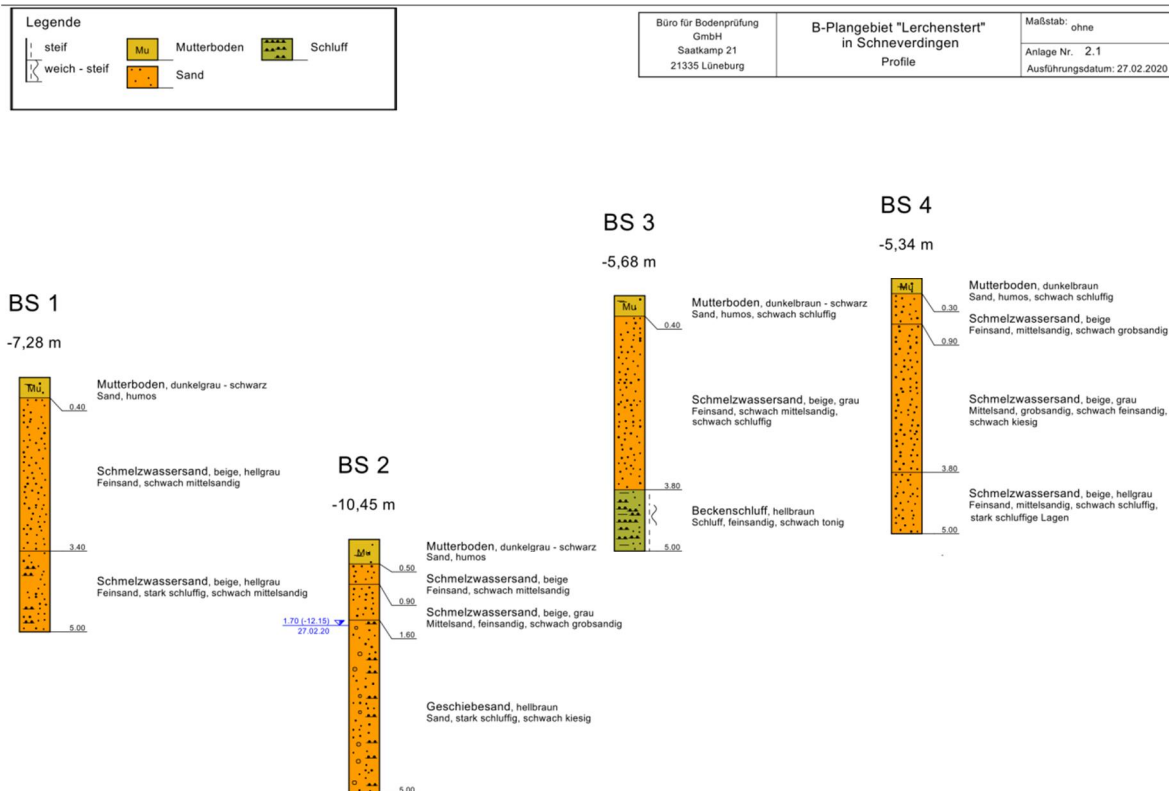 Legende
steif
weich - steif
Mu
Mutterboden
Sand
Schluff
Büro für Bodenprüfung
GmbH
Saatkamp 21
21335 Lüneburg
B-Plangebiet "Lerchenstert"
in Schneverdingen
Profile
Maßstab: ohne
Anlage Nr. 2.1
Ausführungsdatum: 27.02.2020
BS 1
-7,28 m
Mu
Mutterboden, dunkelgrau - schwarz
Sand, humos
0.40
Schmelzwassersand, beige, hellgrau
Feinsand, schwach mittelsandig
3.40
Schmelzwassersand, beige, hellgrau
Feinsand, stark schluffig, schwach mittelsandig
5.00
BS 2
-10,45 m
Mu
Mutterboden, dunkelgrau - schwarz
Sand, humos
0.50
Schmelzwassersand, beige
Feinsand, schwach mittelsandig
0.90
Schmelzwassersand, beige, grau
Mittelsand, feinsandig, schwach grobsandig
1.60
1.70 (-12.15)
27.02.20
Geschiebesand, hellbraun
Sand, stark schluffig, schwach kiesig
5.00
BS 3
-5,68 m
Mu
Mutterboden, dunkelbraun - schwarz
Sand, humos, schwach schluffig
0.40
Schmelzwassersand, beige, grau
Feinsand, schwach mittelsandig,
schwach schluffig
3.80
Beckenschluff, hellbraun
Schluff, feinsandig, schwach tonig
5.00
BS 4
-5,34 m
Mu
Mutterboden, dunkelbraun
Sand, humos, schwach schluffig
0.30
Schmelzwassersand, beige
Feinsand, mittelsandig, schwach grobsandig
0.90
Schmelzwassersand, beige, grau
Mittelsand, grobsandig, schwach feinsandig,
schwach kiesig
3.80
Schmelzwassersand, beige, hellgrau
Feinsand, mittelsandig, schwach schluffig,
stark schluffige Lagen
5.00